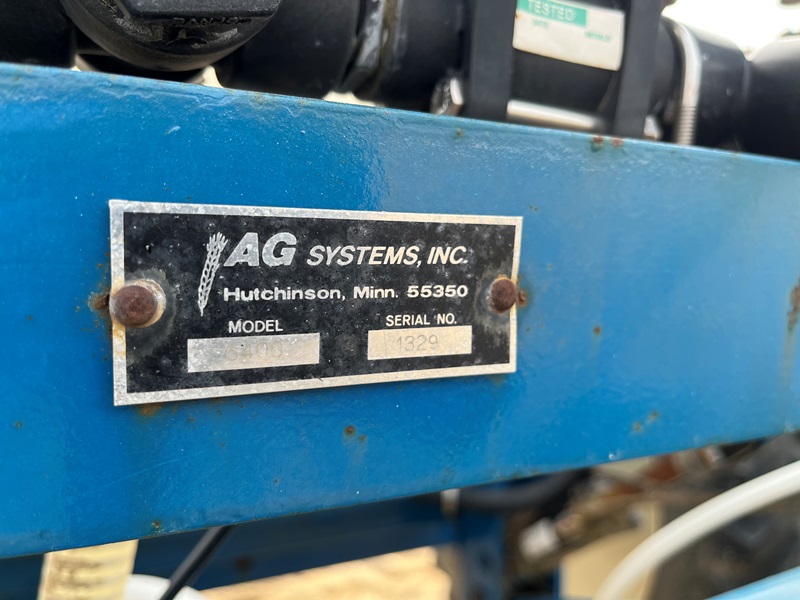 TESTED
AG SYSTEMS, INC.
Hutchinson, Minn. 55350
MODEL
SERIAL NO.
1329